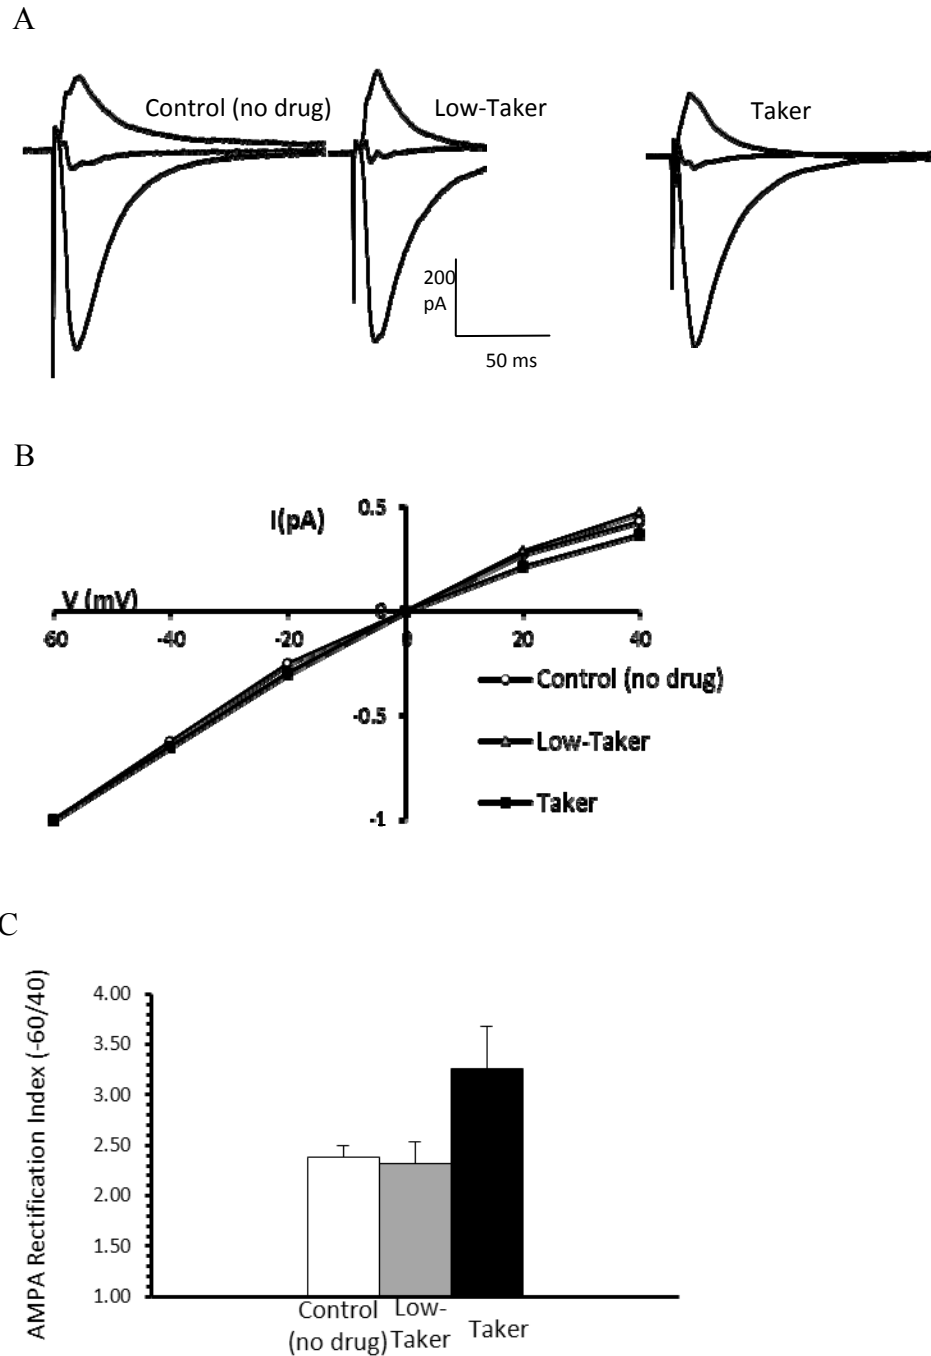 A
Control (no drug)
Low-Taker
Taker
200
pA
50 ms
B
I(pA)
0.5
V (mV)
0
-60
-40
-20
0
20
40
Control (no drug)
-0.5
Low-Taker
Taker
-1
C
AMPA Rectification Index (-60/40)
4.00
3.50
3.00
2.50
2.00
1.50
1.00
Control
(no drug)
Low-
Taker
Taker